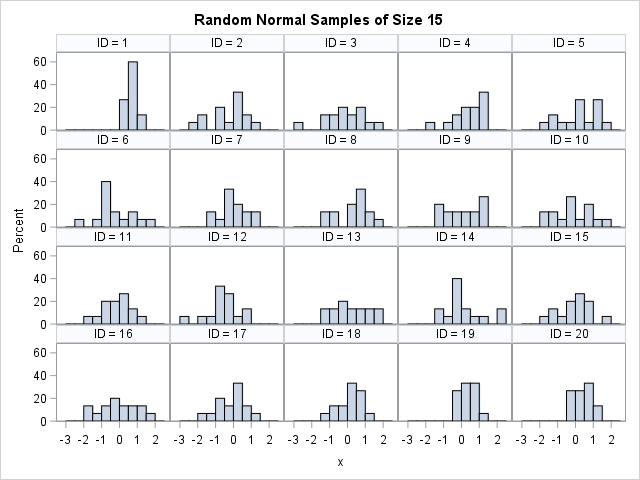 Random Normal Samples of Size 15
ID = 1 ID = 2 ID = 3 ID = 4 ID = 5
60
40
20
0
ID = 6 ID = 7 ID = 8 ID = 9 ID = 10
60
40
20
0
ID = 11 ID = 12 ID = 13 ID = 14 ID = 15
60
40
20
0
ID = 16 ID = 17 ID = 18 ID = 19 ID = 20
60
40
20
0
Percent
-3 -2 -1 0 1 2 -3 -2 -1 0 1 2 -3 -2 -1 0 1 2 -3 -2 -1 0 1 2 -3 -2 -1 0 1 2
x